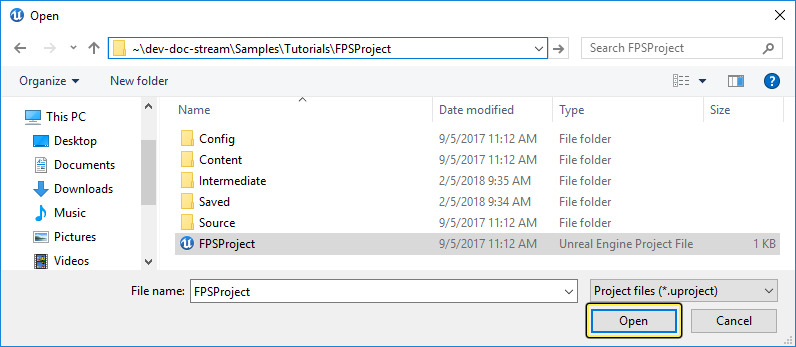 Open
~\dev-doc-stream\Samples\Tutorials\FPSProject
Search FPSProject
Organize New folder
Name Date modified Type Size
This PC
Desktop
Documents
Downloads
Music
Pictures
Videos
Config 9/5/2017 11:12 AM File folder
Content 9/5/2017 11:12 AM File folder
Intermediate 2/5/2018 9:35 AM File folder
Saved 2/5/2018 9:34 AM File folder
Source 9/5/2017 11:12 AM File folder
FPSProject 9/5/2017 11:12 AM Unreal Engine Project File 1 KB
File name: FPSProject Project files (*.uproject)
Open Cancel